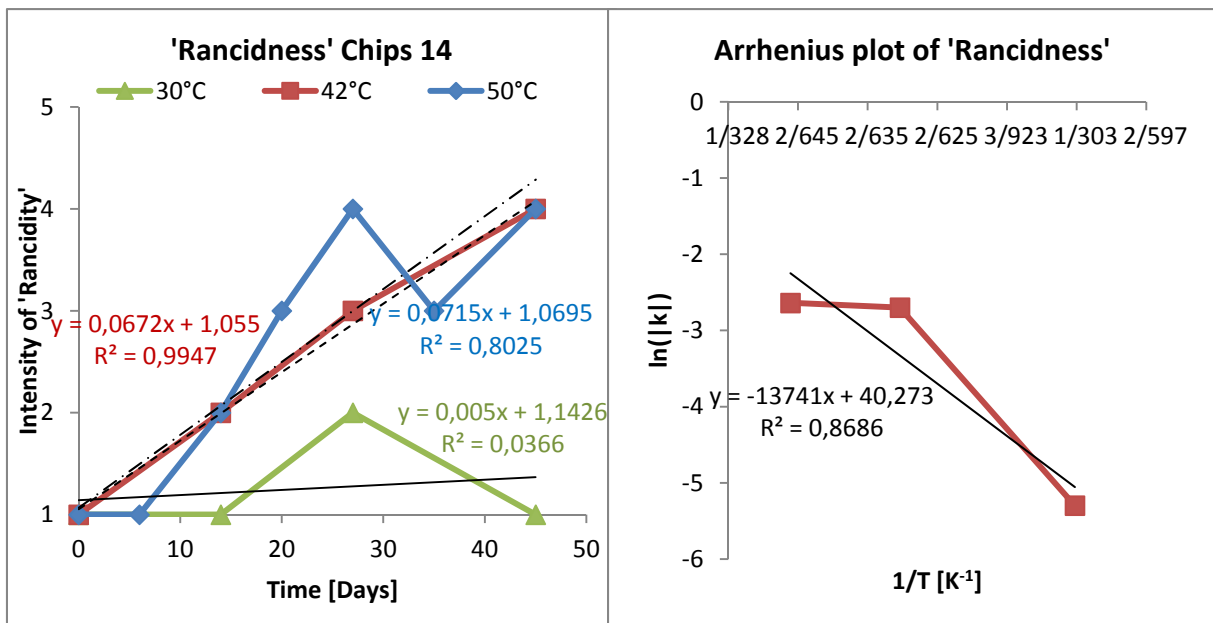 'Rancidness' Chips 14
30°C 42°C 50°C
5
4
3
2
1
0 10 20 30 40 50
Intensity of 'Rancidity'
Time [Days]
y = 0,0672x + 1,055
R² = 0,9947
y = 0,0715x + 1,0695
R² = 0,8025
y = 0,005x + 1,1426
R² = 0,0366
Arrhenius plot of 'Rancidness'
0
1/328 2/645 2/635 2/625 3/923 1/303 2/597
-1
-2
-3
-4
-5
-6
ln(|k|)
y = -13741x + 40,273
R² = 0,8686
1/T [K⁻¹]